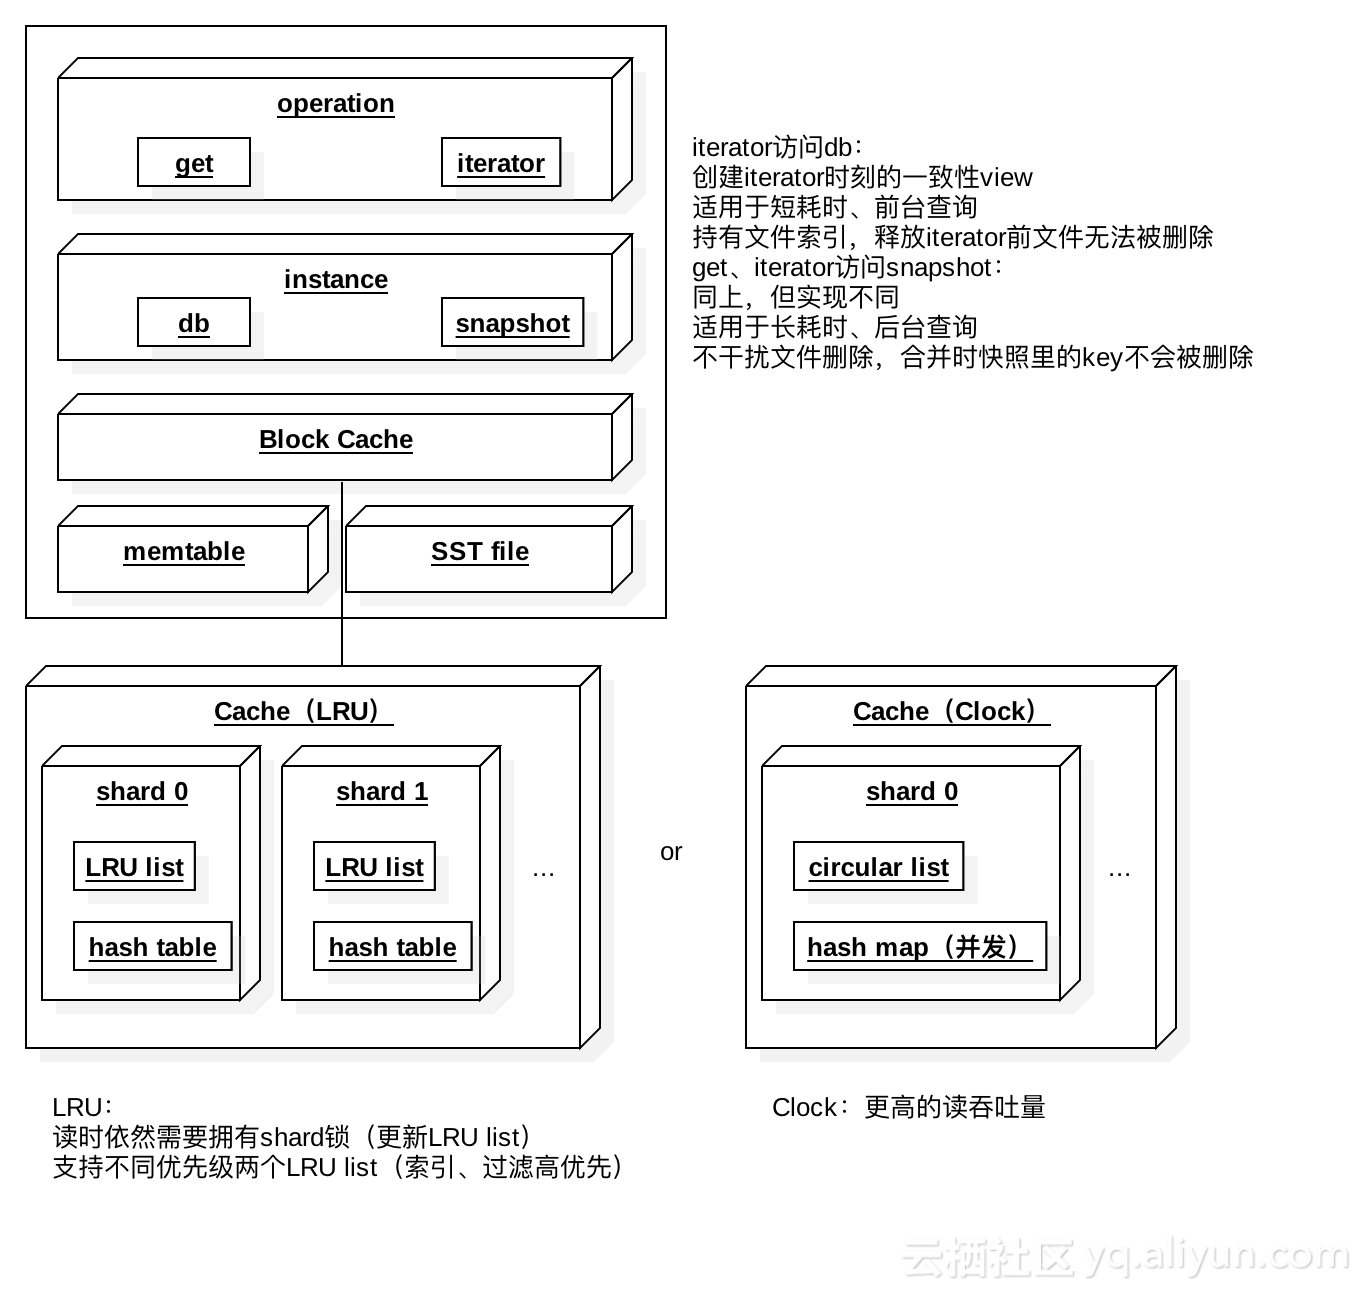 operation
get
iterator
instance
db
snapshot
Block Cache
memtable
SST file
iterator访问db：
创建iterator时刻的一致性view
适用于短耗时、前台查询
持有文件索引，释放iterator前文件无法被删除
get、iterator访问snapshot：
同上，但实现不同
适用于长耗时、后台查询
不干扰文件删除，合并时快照里的key不会被删除
Cache（LRU）
shard 0
LRU list
hash table
shard 1
LRU list
hash table
...
or
Cache（Clock）
shard 0
circular list
hash map（并发）
...
LRU：
读时依然需要拥有shard锁（更新LRU list）
支持不同优先级两个LRU list（索引、过滤高优先）
Clock：更高的读吞吐量
云栖社区 yq.aliyun.com